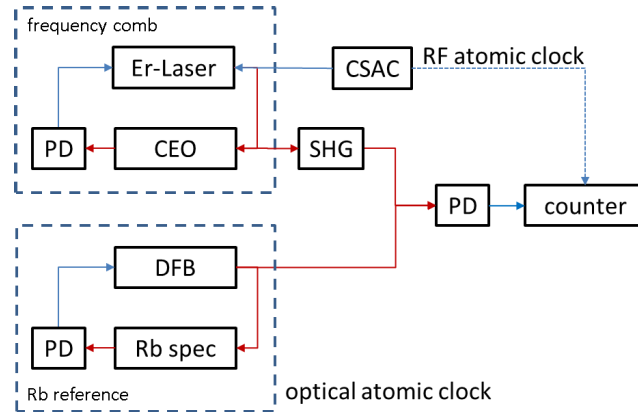 frequency comb
Er-Laser
CSAC
RF atomic clock
PD
CEO
SHG
PD
counter
DFB
PD
Rb spec
Rb reference
optical atomic clock